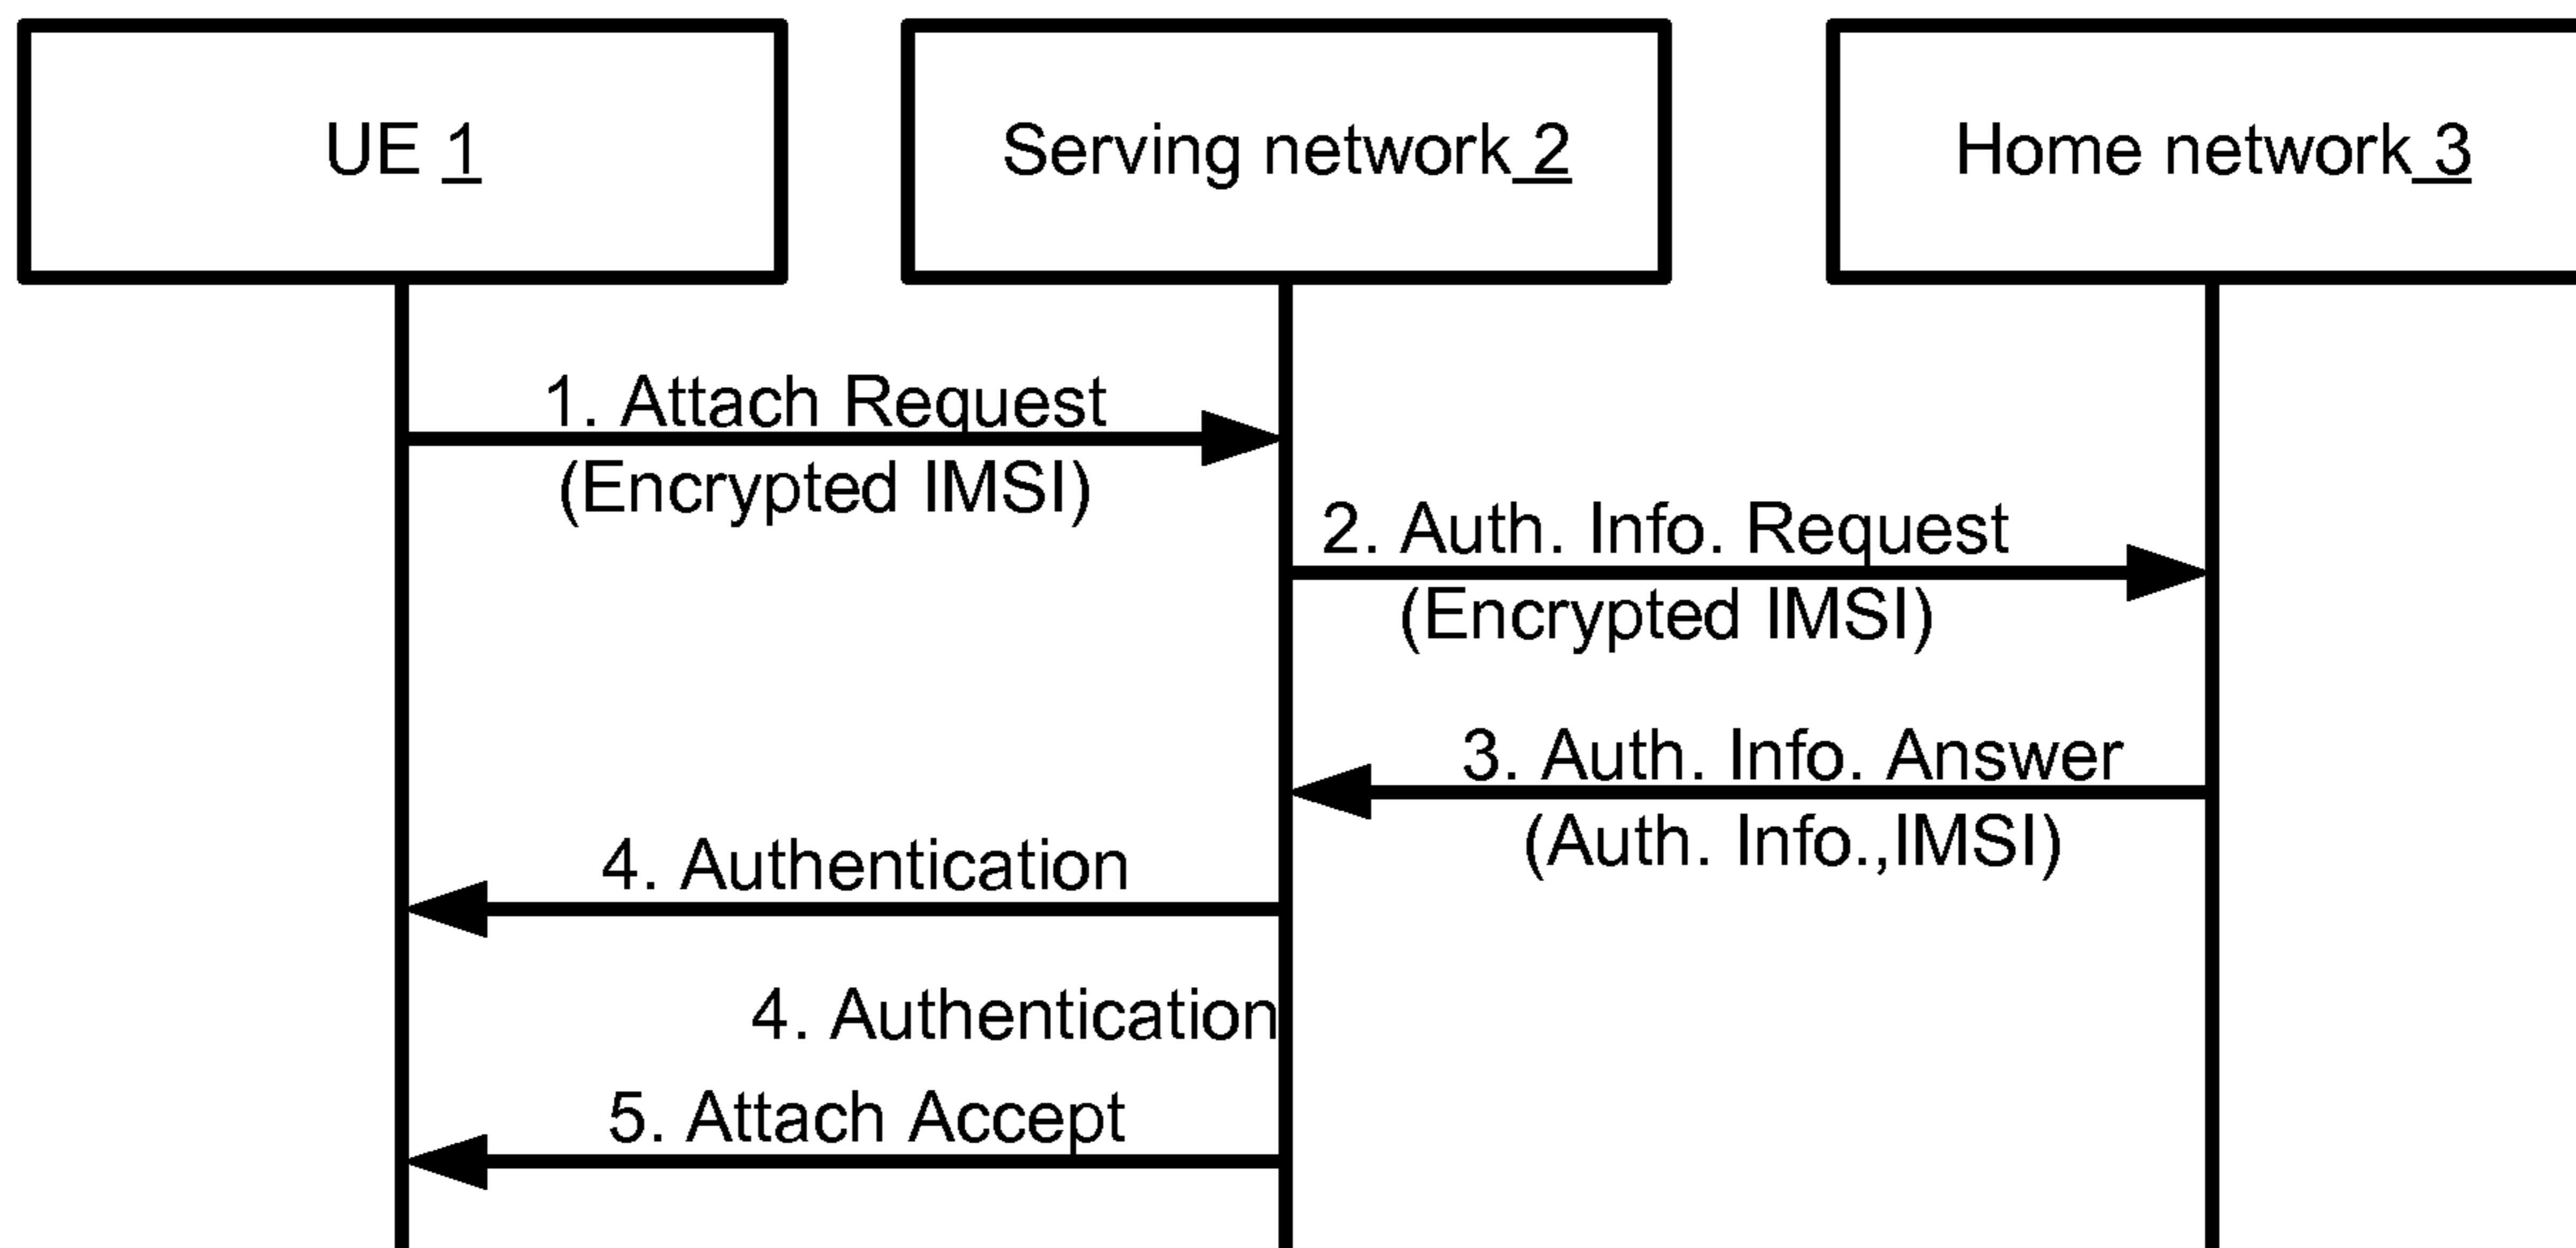 UE 1
Serving network 2
Home network 3
1. Attach Request
(Encrypted IMSI)
2. Auth. Info. Request
(Encrypted IMSI)
3. Auth. Info. Answer
(Auth. Info.,IMSI)
4. Authentication
4. Authentication
5. Attach Accept